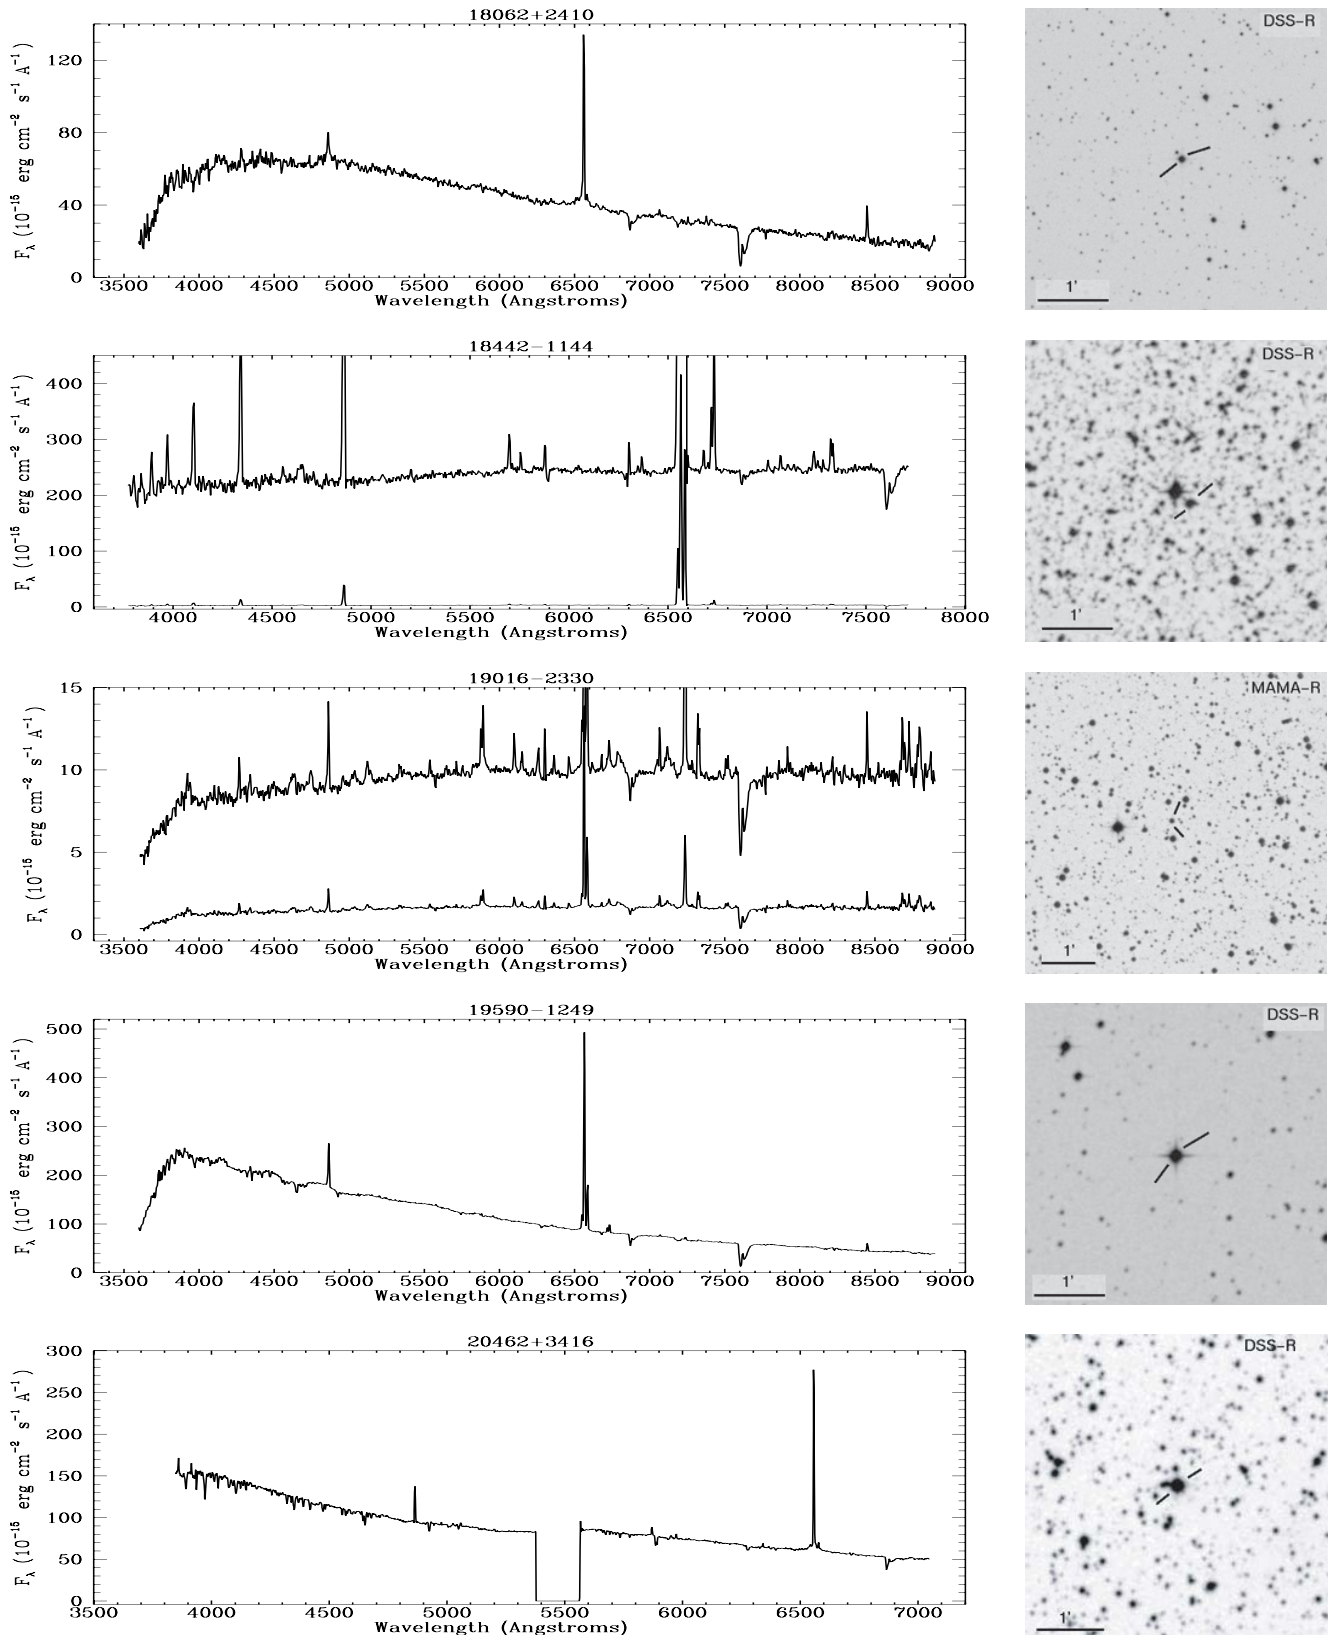 18062+2410
DSS-R
120
80
40
0
F_λ (10^-15 erg cm^-2 s^-1 A^-1)
3500 4000 4500 5000 5500 6000 6500 7000 7500 8000 8500 9000
Wavelength (Angstroms)
1'
18442-1144
DSS-R
400
300
200
100
0
F_λ (10^-15 erg cm^-2 s^-1 A^-1)
4000 4500 5000 5500 6000 6500 7000 7500 8000
Wavelength (Angstroms)
1'
19016-2330
MAMA-R
15
10
5
0
F_λ (10^-15 erg cm^-2 s^-1 A^-1)
3500 4000 4500 5000 5500 6000 6500 7000 7500 8000 8500 9000
Wavelength (Angstroms)
1'
19590-1249
DSS-R
500
400
300
200
100
0
F_λ (10^-15 erg cm^-2 s^-1 A^-1)
3500 4000 4500 5000 5500 6000 6500 7000 7500 8000 8500 9000
Wavelength (Angstroms)
1'
20462+3416
DSS-R
300
250
200
150
100
50
0
F_λ (10^-15 erg cm^-2 s^-1 A^-1)
3500 4000 4500 5000 5500 6000 6500 7000
Wavelength (Angstroms)
1'